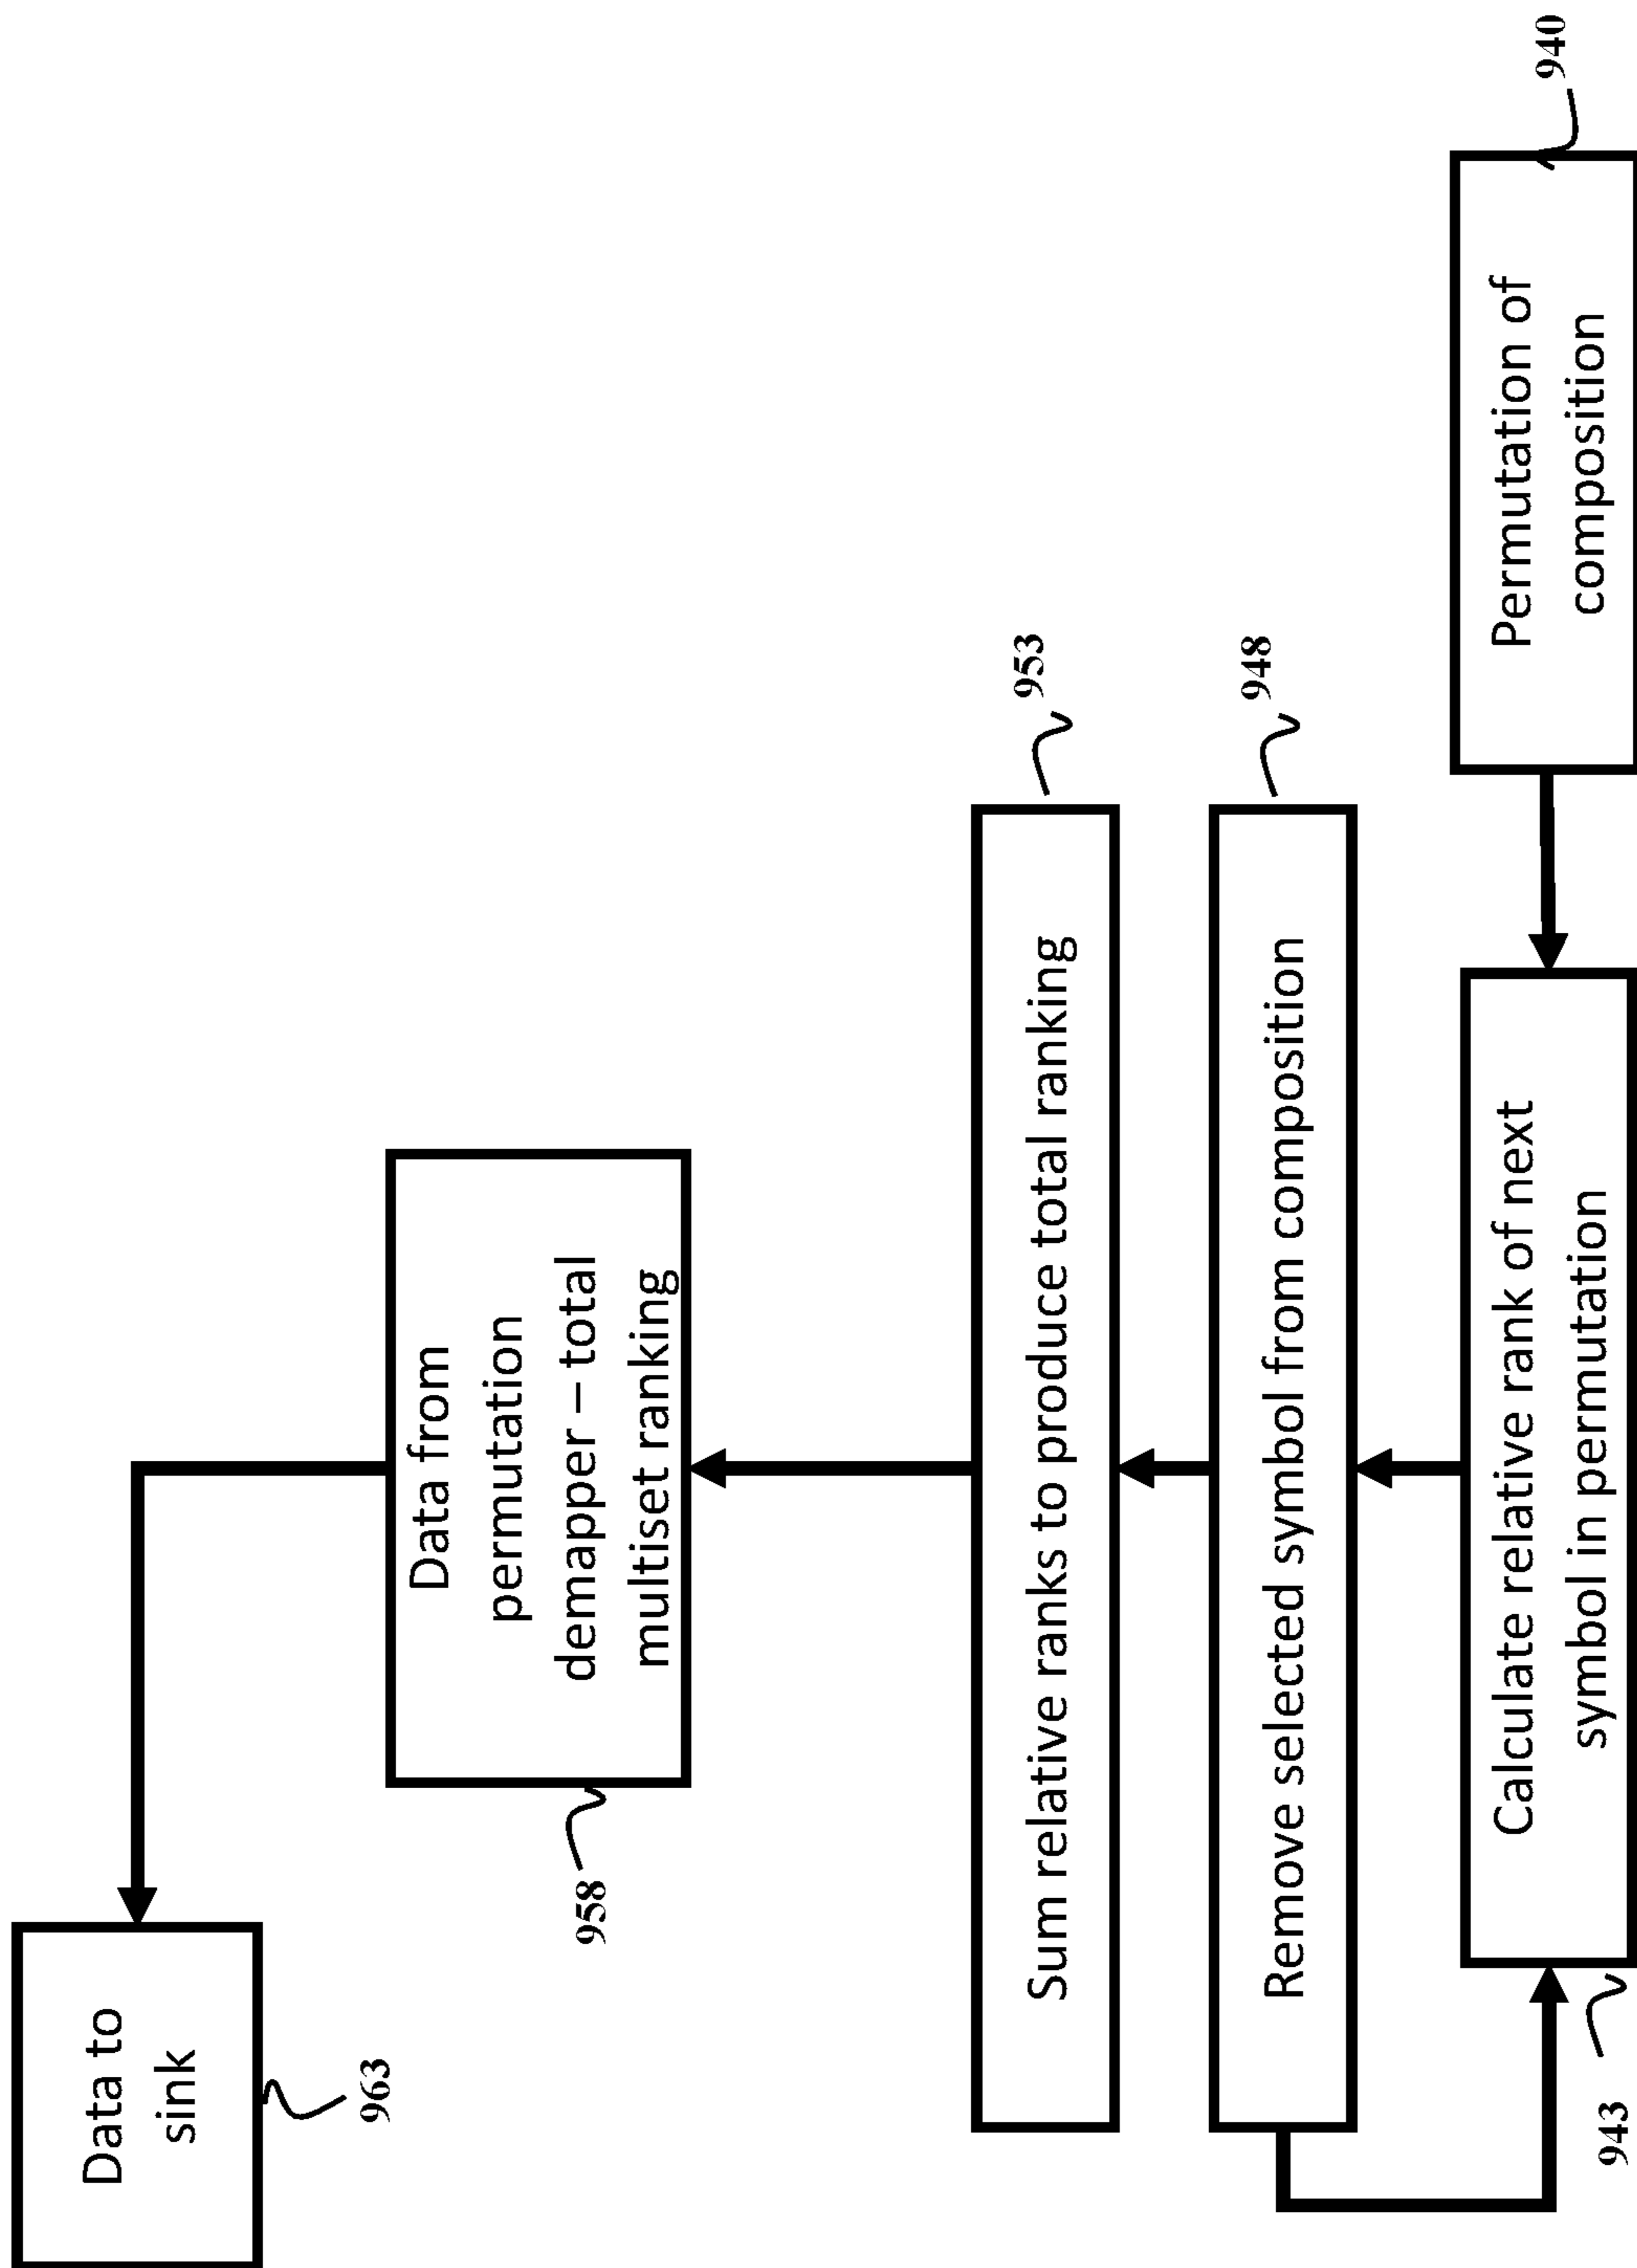 Data to
sink
963
Data from
permutation
demapper – total
multiset ranking
958
Sum relative ranks to produce total ranking
953
Remove selected symbol from composition
948
Calculate relative rank of next
symbol in permutation
943
Permutation of
composition
940